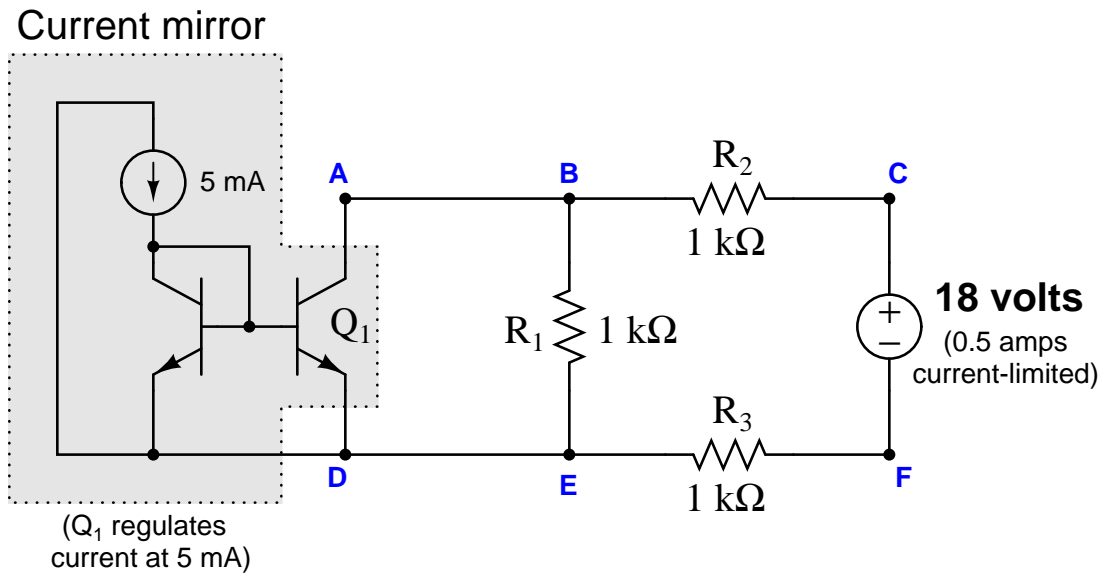 Current mirror
5 mA
A
B
R2
C
1 kΩ
Q1
R1
1 kΩ
+
−
18 volts
(0.5 amps
current-limited)
D
E
R3
1 kΩ
F
(Q1 regulates
current at 5 mA)